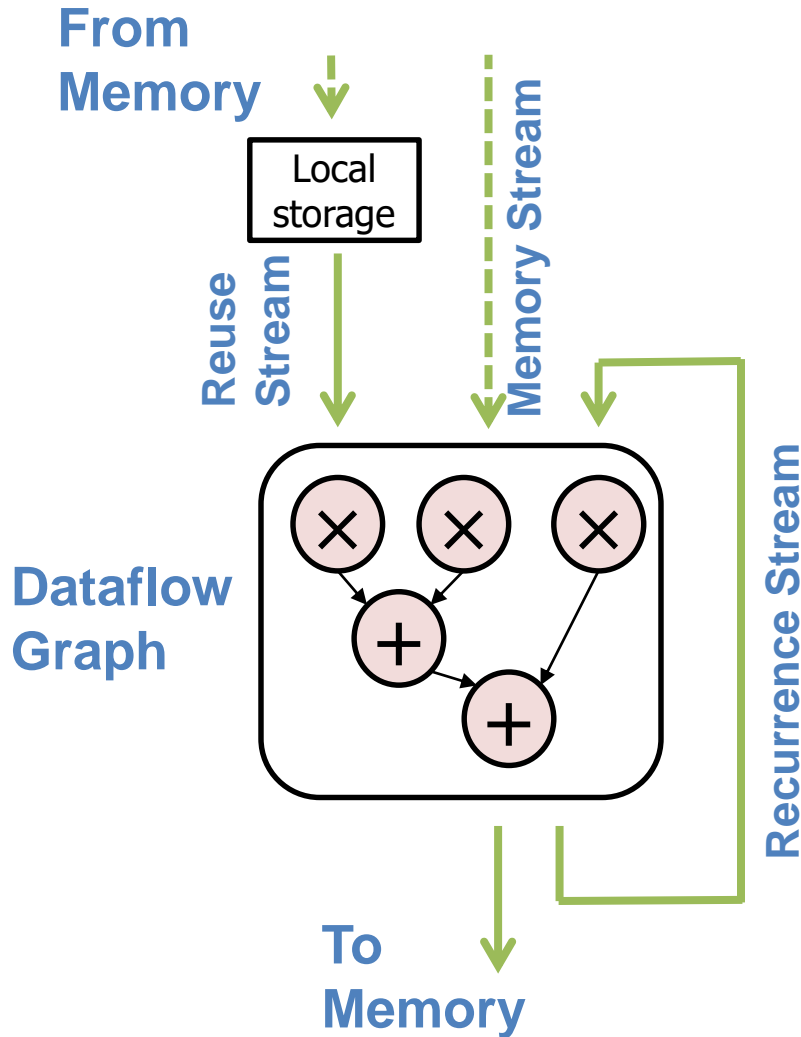 From
Memory
Local
storage
Reuse
Stream
Memory Stream
×
×
×
Dataflow
Graph
+
+
Recurrence Stream
To
Memory